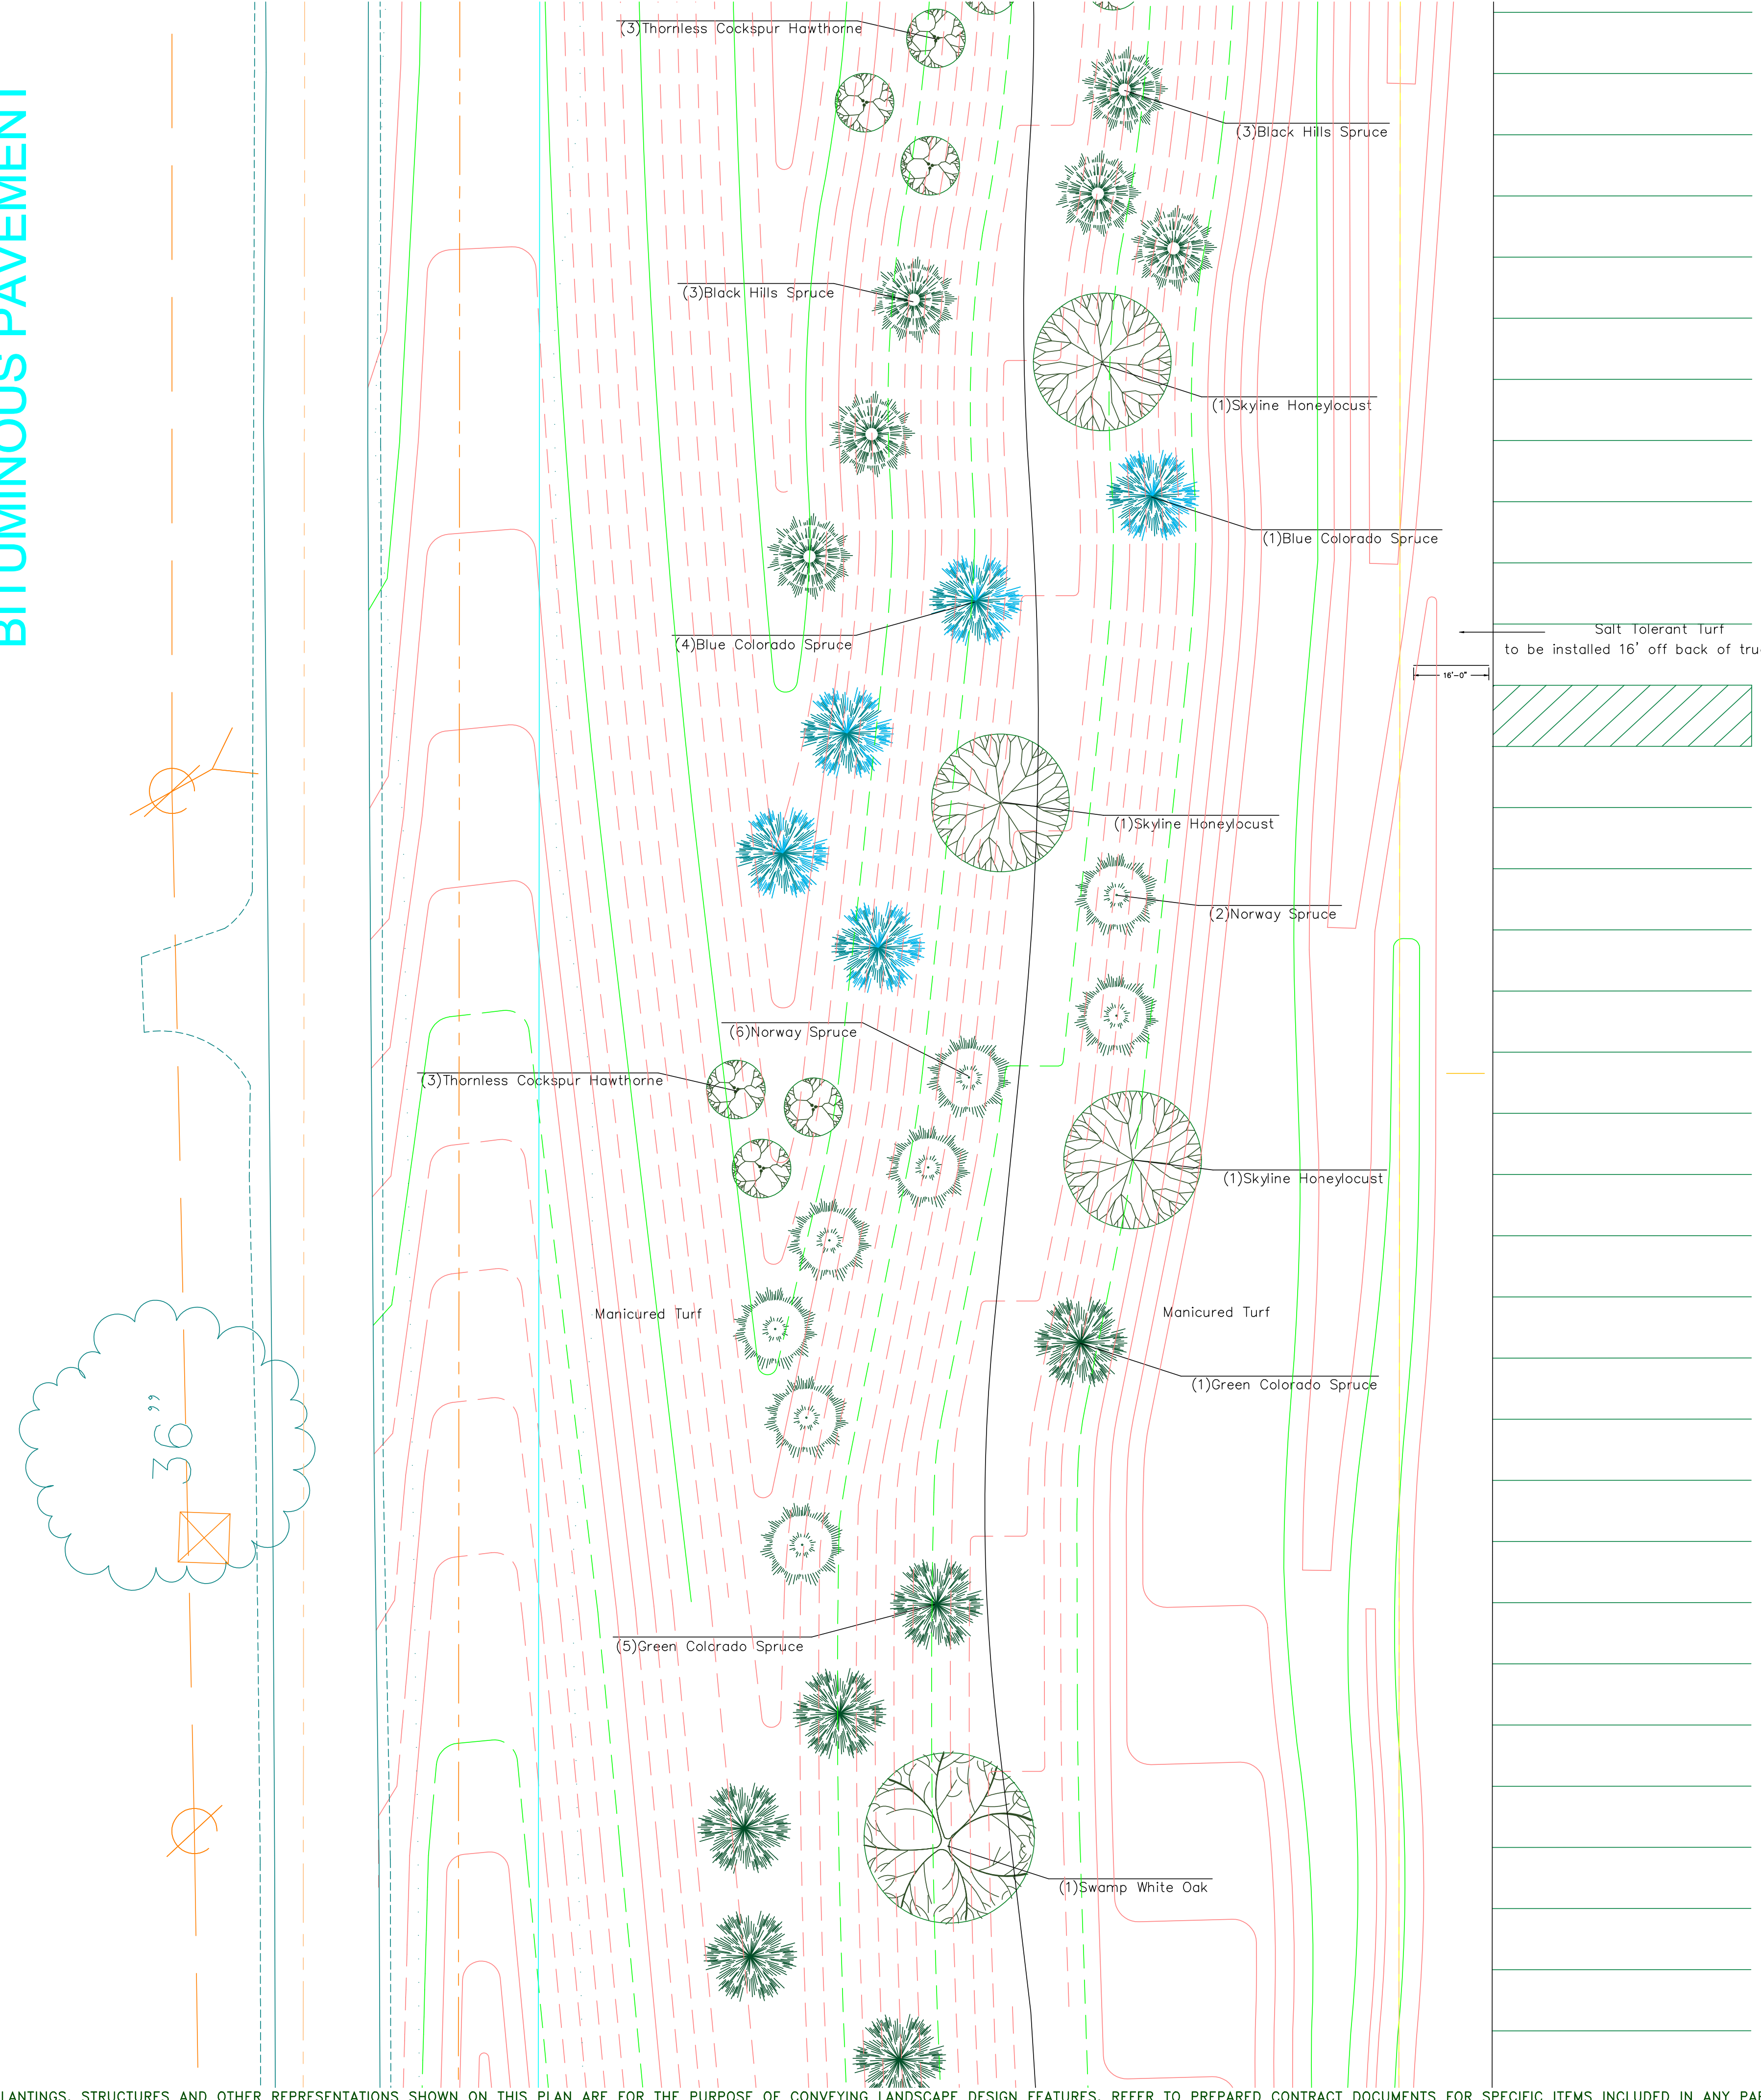 BITUMINOUS PAVEMENT
(3)Thornless Cockspur Hawthorne
(3)Black Hills Spruce
(3)Black Hills Spruce
(1)Skyline Honeylocust
(1)Blue Colorado Spruce
Salt Tolerant Turf
to be installed 16' off back of
(4)Blue Colorado Spruce
16'-0"
(1)Skyline Honeylocust
(2)Norway Spruce
(6)Norway Spruce
(3)Thornless Cockspur Hawthorne
(1)Skyline Honeylocust
Manicured Turf
Manicured Turf
(1)Green Colorado Spruce
36"
(5)Green Colorado Spruce
(1)Swamp White Oak
LANTINGS, STRUCTURES AND OTHER REPRESENTATIONS SHOWN ON THIS PLAN ARE FOR THE PURPOSE OF CONVEYING LANDSCAPE DESIGN FEATURES. REFER TO PREPARED CONTRACT DOCUMENTS FOR SPECIFIC ITEMS INCLUDED IN ANY